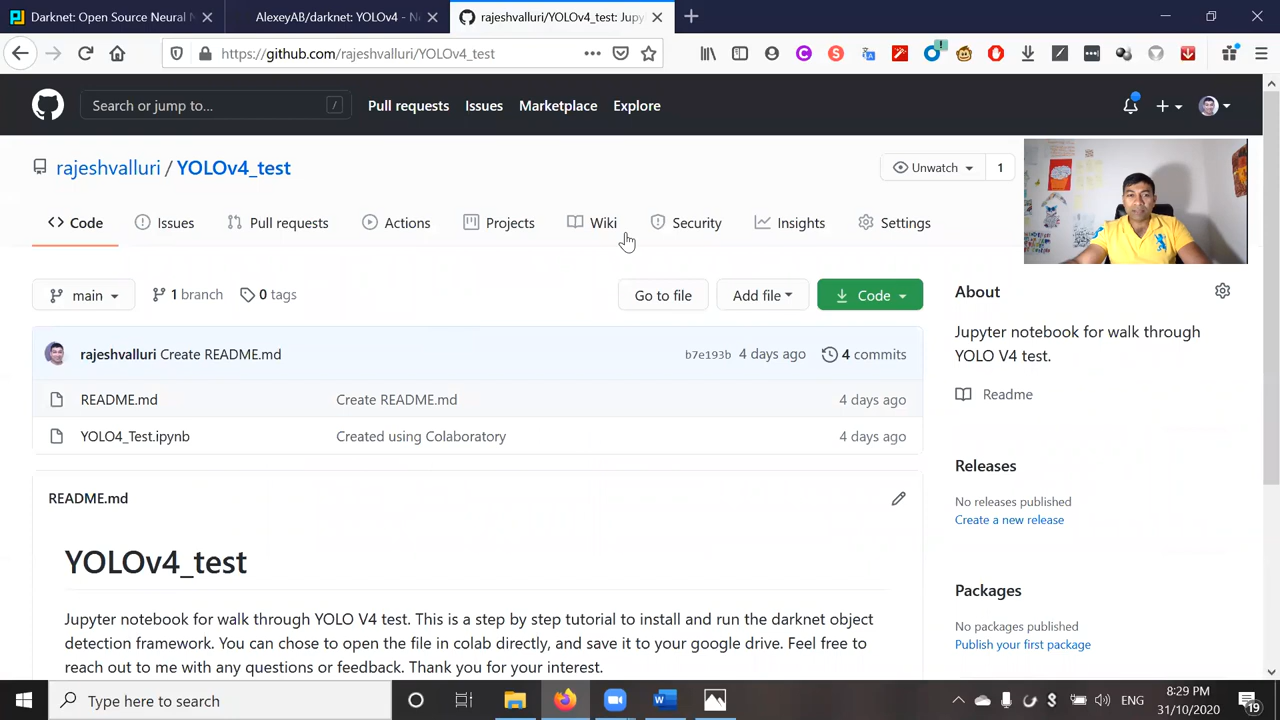 Darknet: Open Source Neural N
AlexeyAB/darknet: YOLOv4 - Ne
rajeshvalluri/YOLOv4_test: Jupy
https://github.com/rajeshvalluri/YOLOv4_test
Search or jump to...
/
Pull requests
Issues
Marketplace
Explore
rajeshvalluri / YOLOv4_test
Unwatch
1
Code
Issues
Pull requests
Actions
Projects
Wiki
Security
Insights
Settings
main
1 branch
0 tags
Go to file
Add file
Code
About
Jupyter notebook for walk through
YOLO V4 test.
Readme
rajeshvalluri Create README.md
b7e193b 4 days ago
4 commits
README.md
Create README.md
4 days ago
YOLO4_Test.ipynb
Created using Colaboratory
4 days ago
Releases
No releases published
Create a new release
README.md
YOLOv4_test
Jupyter notebook for walk through YOLO V4 test. This is a step by step tutorial to install and run the darknet object
detection framework. You can chose to open the file in colab directly, and save it to your google drive. Feel free to
reach out to me with any questions or feedback. Thank you for your interest.
Packages
No packages published
Publish your first package
Type here to search
ENG
8:29 PM
31/10/2020
19